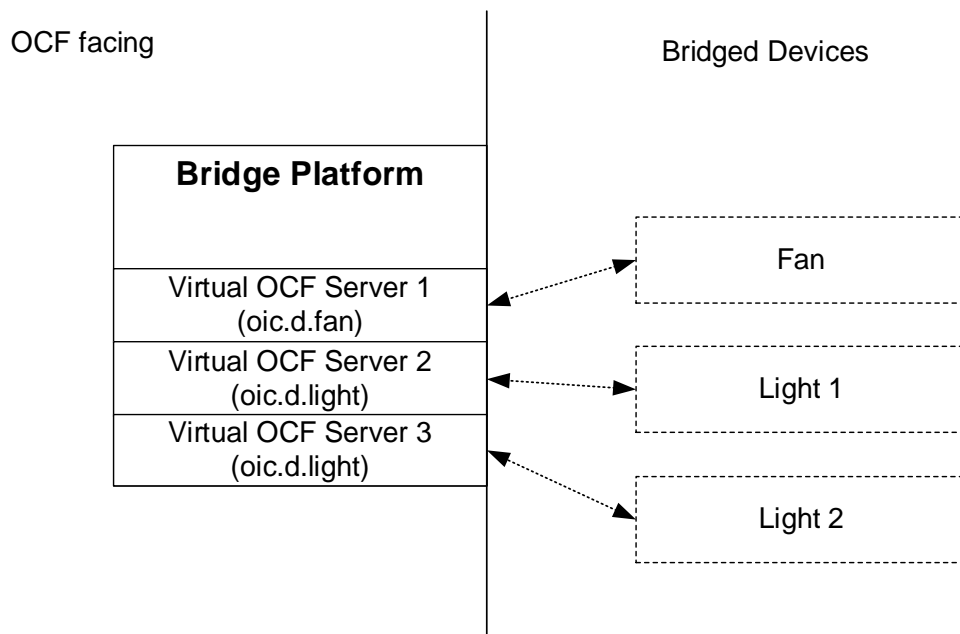 OCF facing
Bridged Devices
Bridge Platform
Virtual OCF Server 1
(oic.d.fan)
Virtual OCF Server 2
(oic.d.light)
Virtual OCF Server 3
(oic.d.light)
Fan
Light 1
Light 2